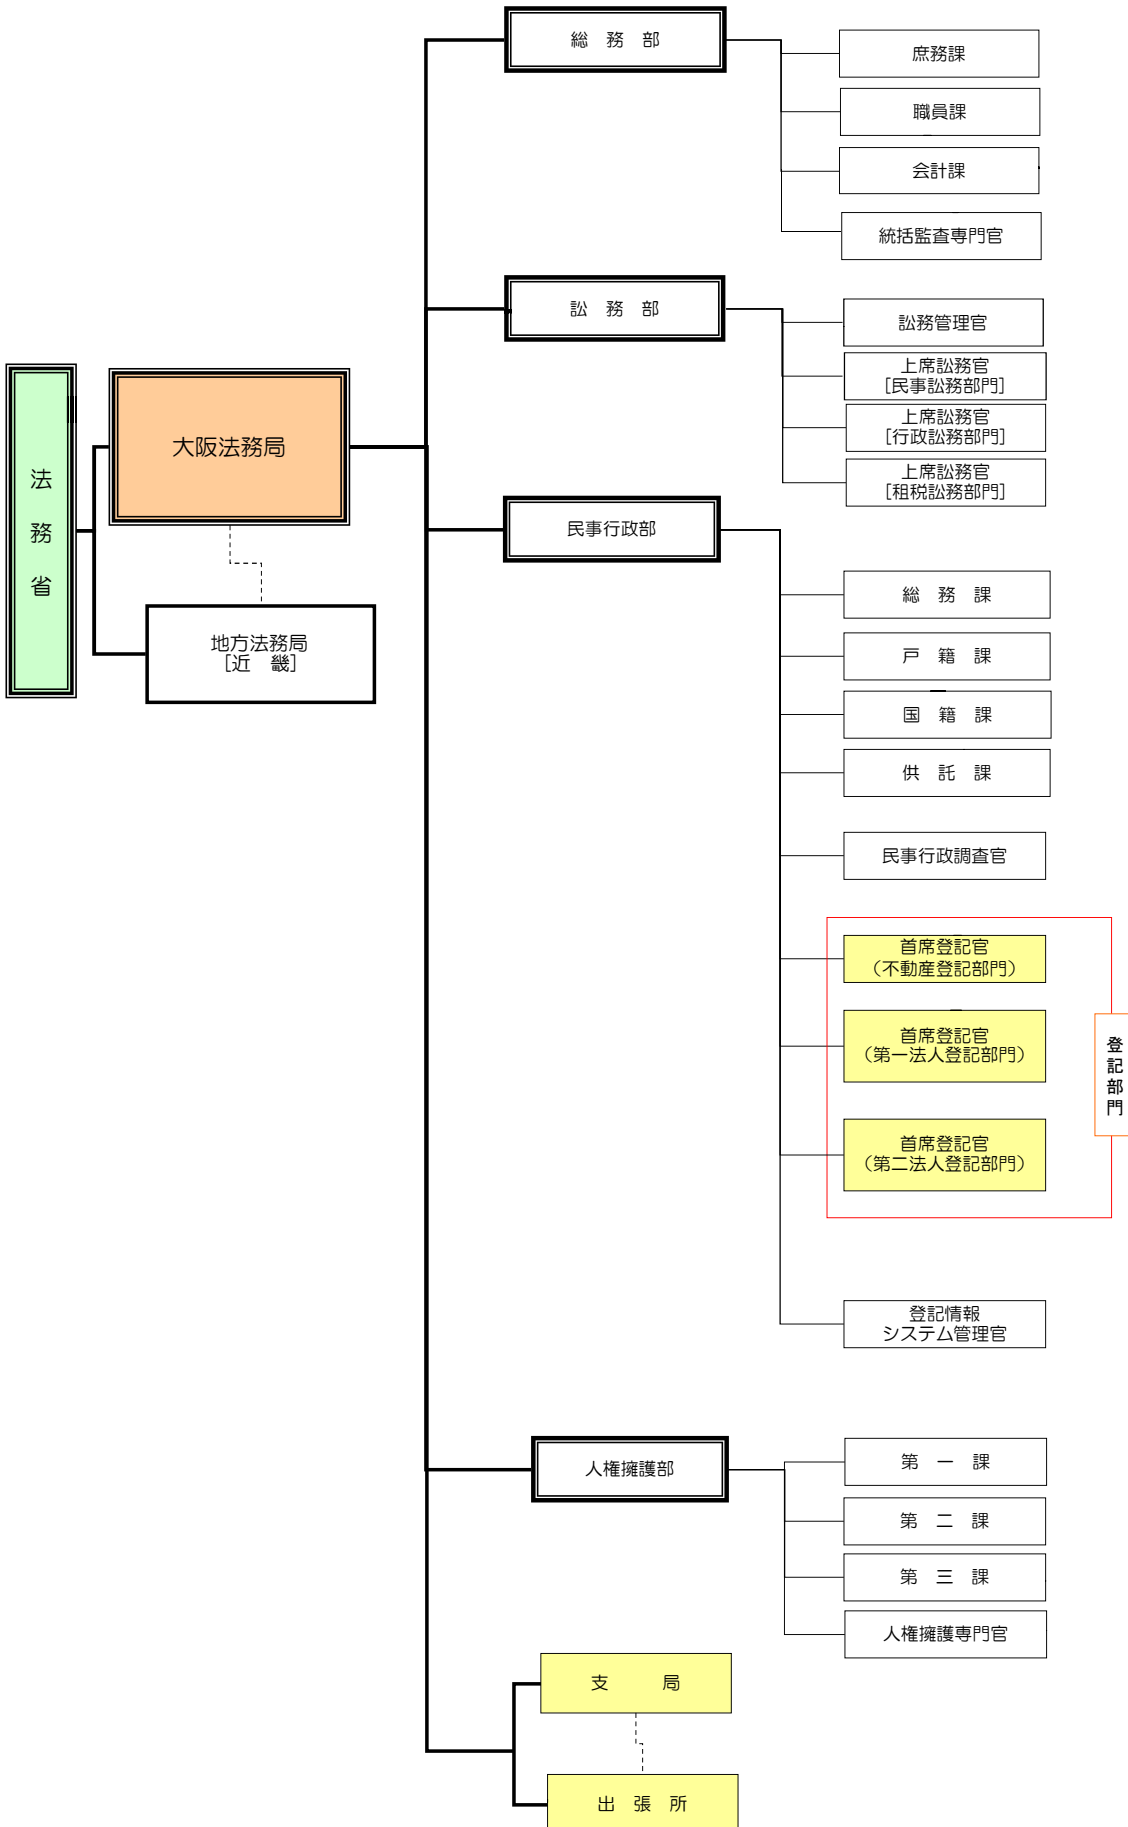 法
務
省
大阪法務局
地方法務局
[近　畿]
総　務　部
庶務課
職員課
会計課
統括監査専門官
訟　務　部
訟務管理官
上席訟務官
[民事訟務部門]
上席訟務官
[行政訟務部門]
上席訟務官
[租税訟務部門]
民事行政部
総　務　課
戸　籍　課
国　籍　課
供　託　課
民事行政調査官
首席登記官
（不動産登記部門）
首席登記官
（第一法人登記部門）
首席登記官
（第二法人登記部門）
登
記
部
門
登記情報
システム管理官
人権擁護部
第　一　課
第　二　課
第　三　課
人権擁護専門官
支　　　局
出　張　所